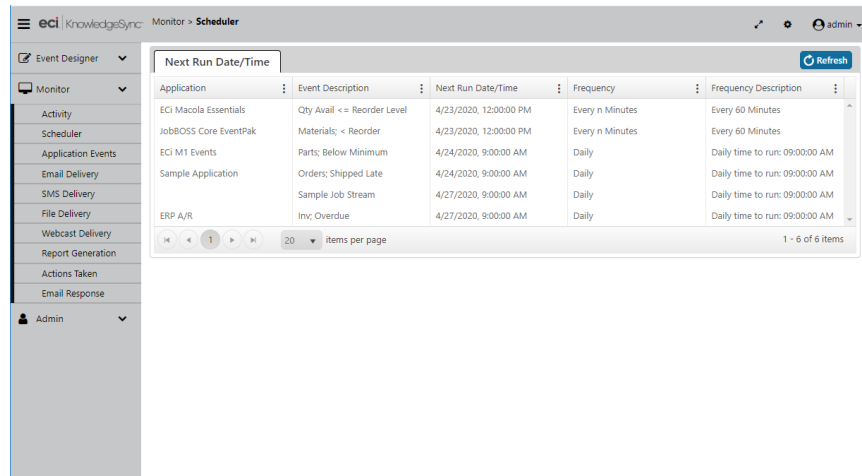 eci KnowledgeSync
Monitor > Scheduler
admin
Event Designer
Monitor
Activity
Scheduler
Application Events
Email Delivery
SMS Delivery
File Delivery
Webcast Delivery
Report Generation
Actions Taken
Email Response
Admin
Next Run Date/Time
Refresh
Application Event Description Next Run Date/Time Frequency Frequency Description
ECi Macola Essentials Qty Avail <= Reorder Level 4/23/2020, 12:00:00 PM Every n Minutes Every 60 Minutes
JobBOSS Core EventPak Materials; < Reorder 4/23/2020, 12:00:00 PM Every n Minutes Every 60 Minutes
ECi M1 Events Parts; Below Minimum 4/24/2020, 9:00:00 AM Daily Daily time to run: 09:00:00 AM
Sample Application Orders; Shipped Late 4/24/2020, 9:00:00 AM Daily Daily time to run: 09:00:00 AM
Sample Job Stream 4/27/2020, 9:00:00 AM Daily Daily time to run: 09:00:00 AM
ERP A/R Inv; Overdue 4/27/2020, 9:00:00 AM Daily Daily time to run: 09:00:00 AM
1 20 items per page 1 - 6 of 6 items